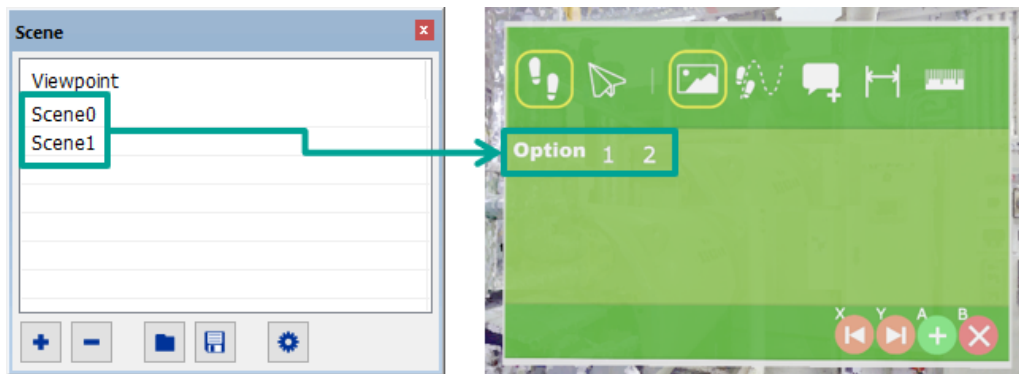 Scene
x
Viewpoint
Scene0
Scene1
Option 1 2
X Y A B